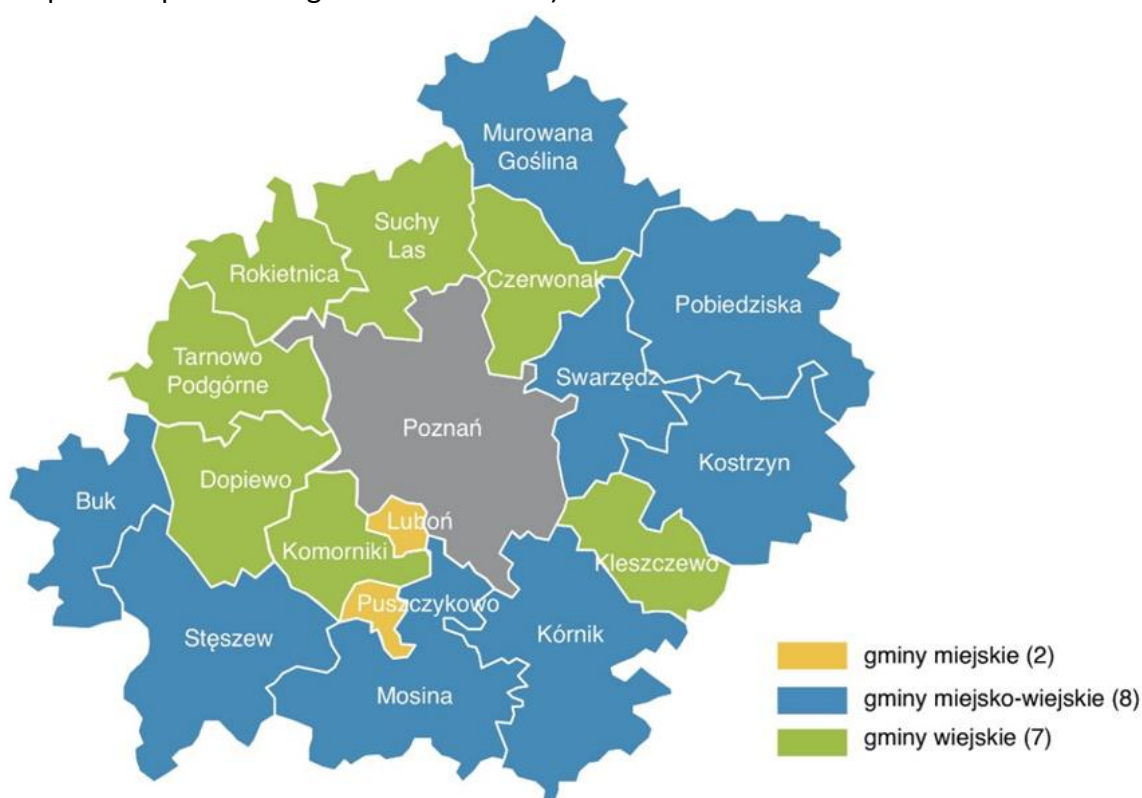 Murowana
Goślina
Suchy
Las
Rokietnica
Czerwonak
Pobiedziska
Tarnowo
Podgórne
Swarzędz
Poznań
Kostrzyn
Dopiewo
Buk
Luboń
Komorniki
Kleszczewo
Puszczykowo
Stęszew
Kórnik
Mosina
gminy miejskie (2)
gminy miejsko-wiejskie (8)
gminy wiejskie (7)